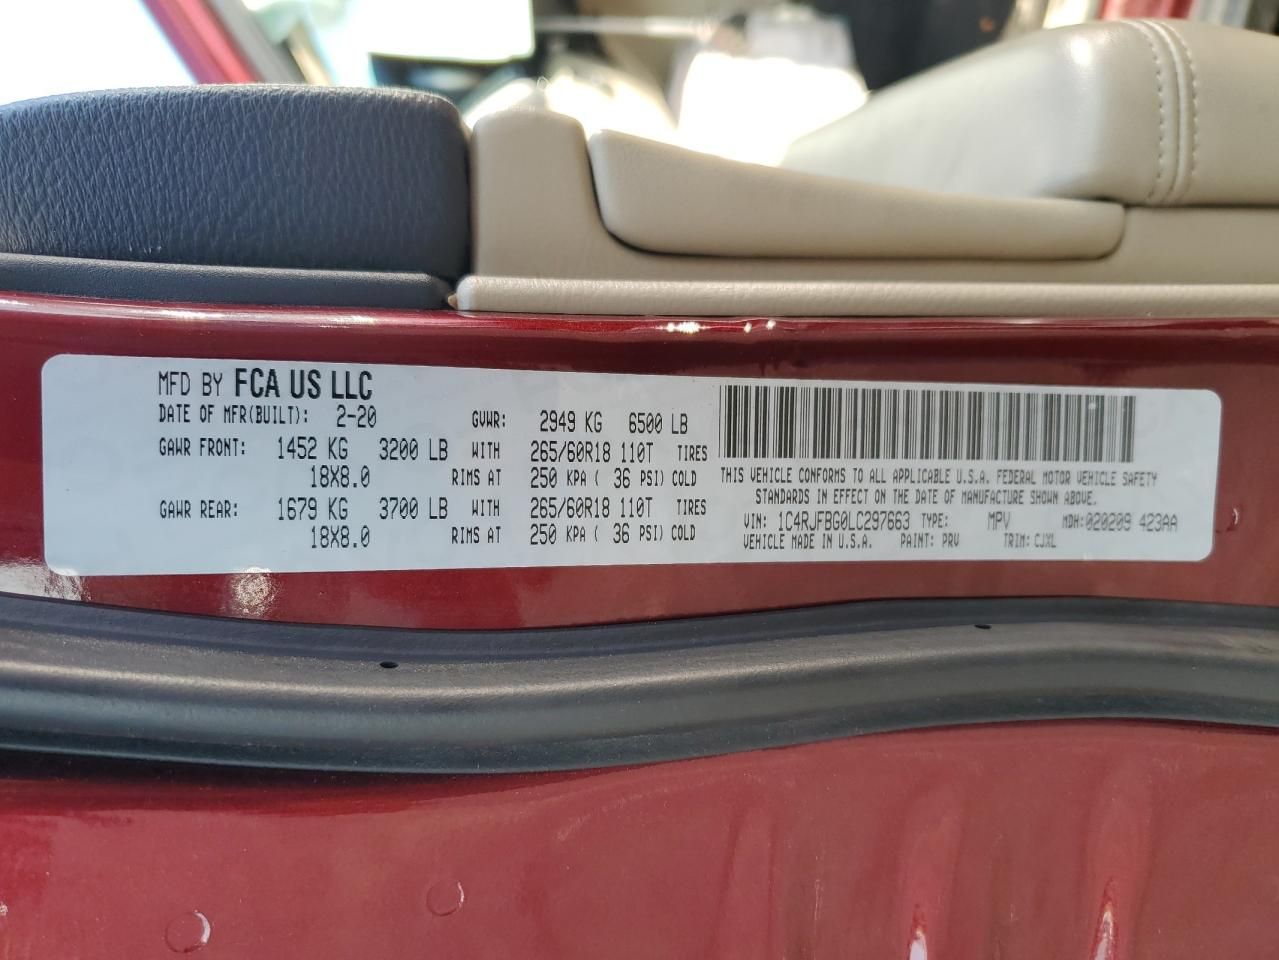 MFD BY FCA US LLC
DATE OF MFR(BUILT): 2-20 GVWR: 2949 KG 6500 LB
GAWR FRONT: 1452 KG 3200 LB WITH 265/60R18 110T TIRES
18X8.0 RIMS AT 250 KPA ( 36 PSI) COLD
GAWR REAR: 1679 KG 3700 LB WITH 265/60R18 110T TIRES
18X8.0 RIMS AT 250 KPA ( 36 PSI) COLD
THIS VEHICLE CONFORMS TO ALL APPLICABLE U.S.A. FEDERAL MOTOR VEHICLE SAFETY
STANDARDS IN EFFECT ON THE DATE OF MANUFACTURE SHOWN ABOVE.
VIN: 1C4RJFBG0LC297663 TYPE: MPV MDH:020209 423AA
VEHICLE MADE IN U.S.A. PAINT: PRV TRIM: CJXL